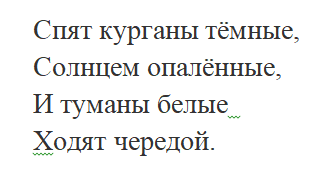 Спят курганы тёмные,
Солнцем опалённые,
И туманы белые
Ходят чередой.